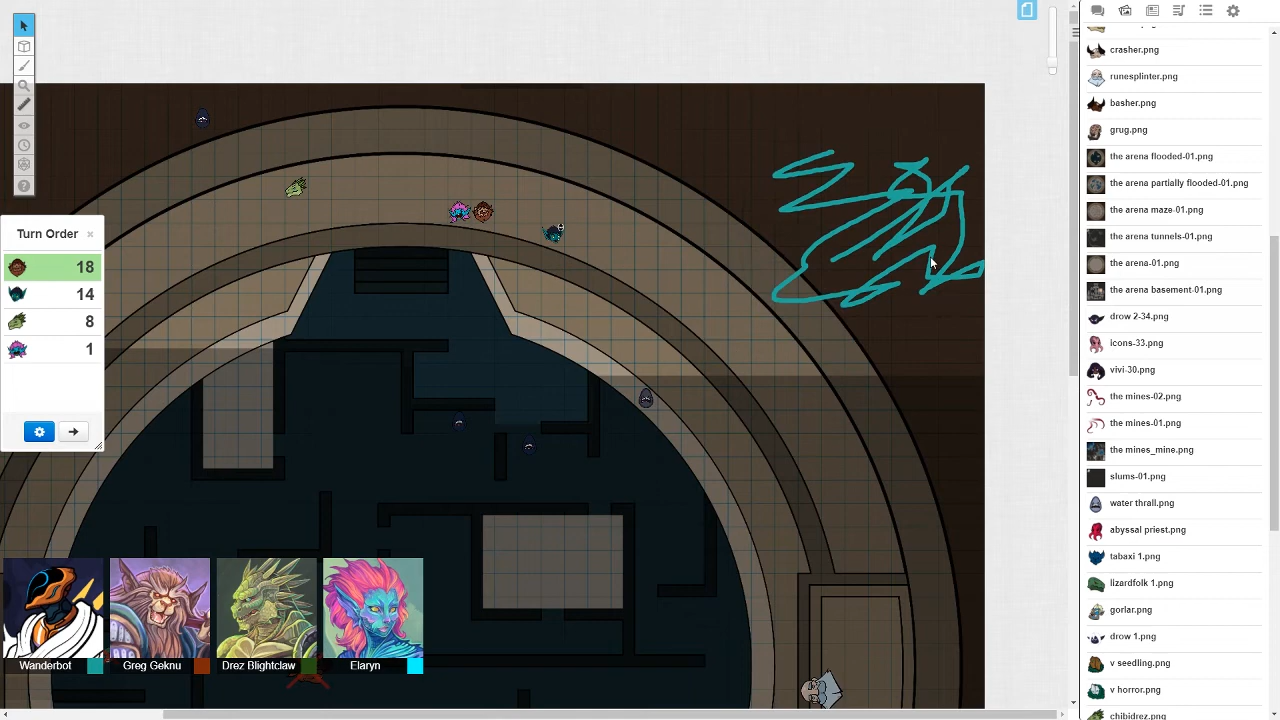 crasher.png
runesplinter.png
basher.png
grug.png
the arena flooded-01.png
the arena partially flooded-01.png
the arena maze-01.png
the arena tunnels-01.png
the arena-01.png
the arena basement-01.png
drow 2-34.png
icons-33.png
vivi-30.png
the mines-02.png
the mines-01.png
the mines_mine.png
slums-01.png
water thrall.png
abyssal priest.png
tabaxi 1.png
lizardfolk 1.png
gorlar.png
drow 1.png
v horror.png
chibidrez.png
Turn Order ×
18
14
8
1
Wanderbot
Greg Geknu
Drez Blightclaw
Elaryn